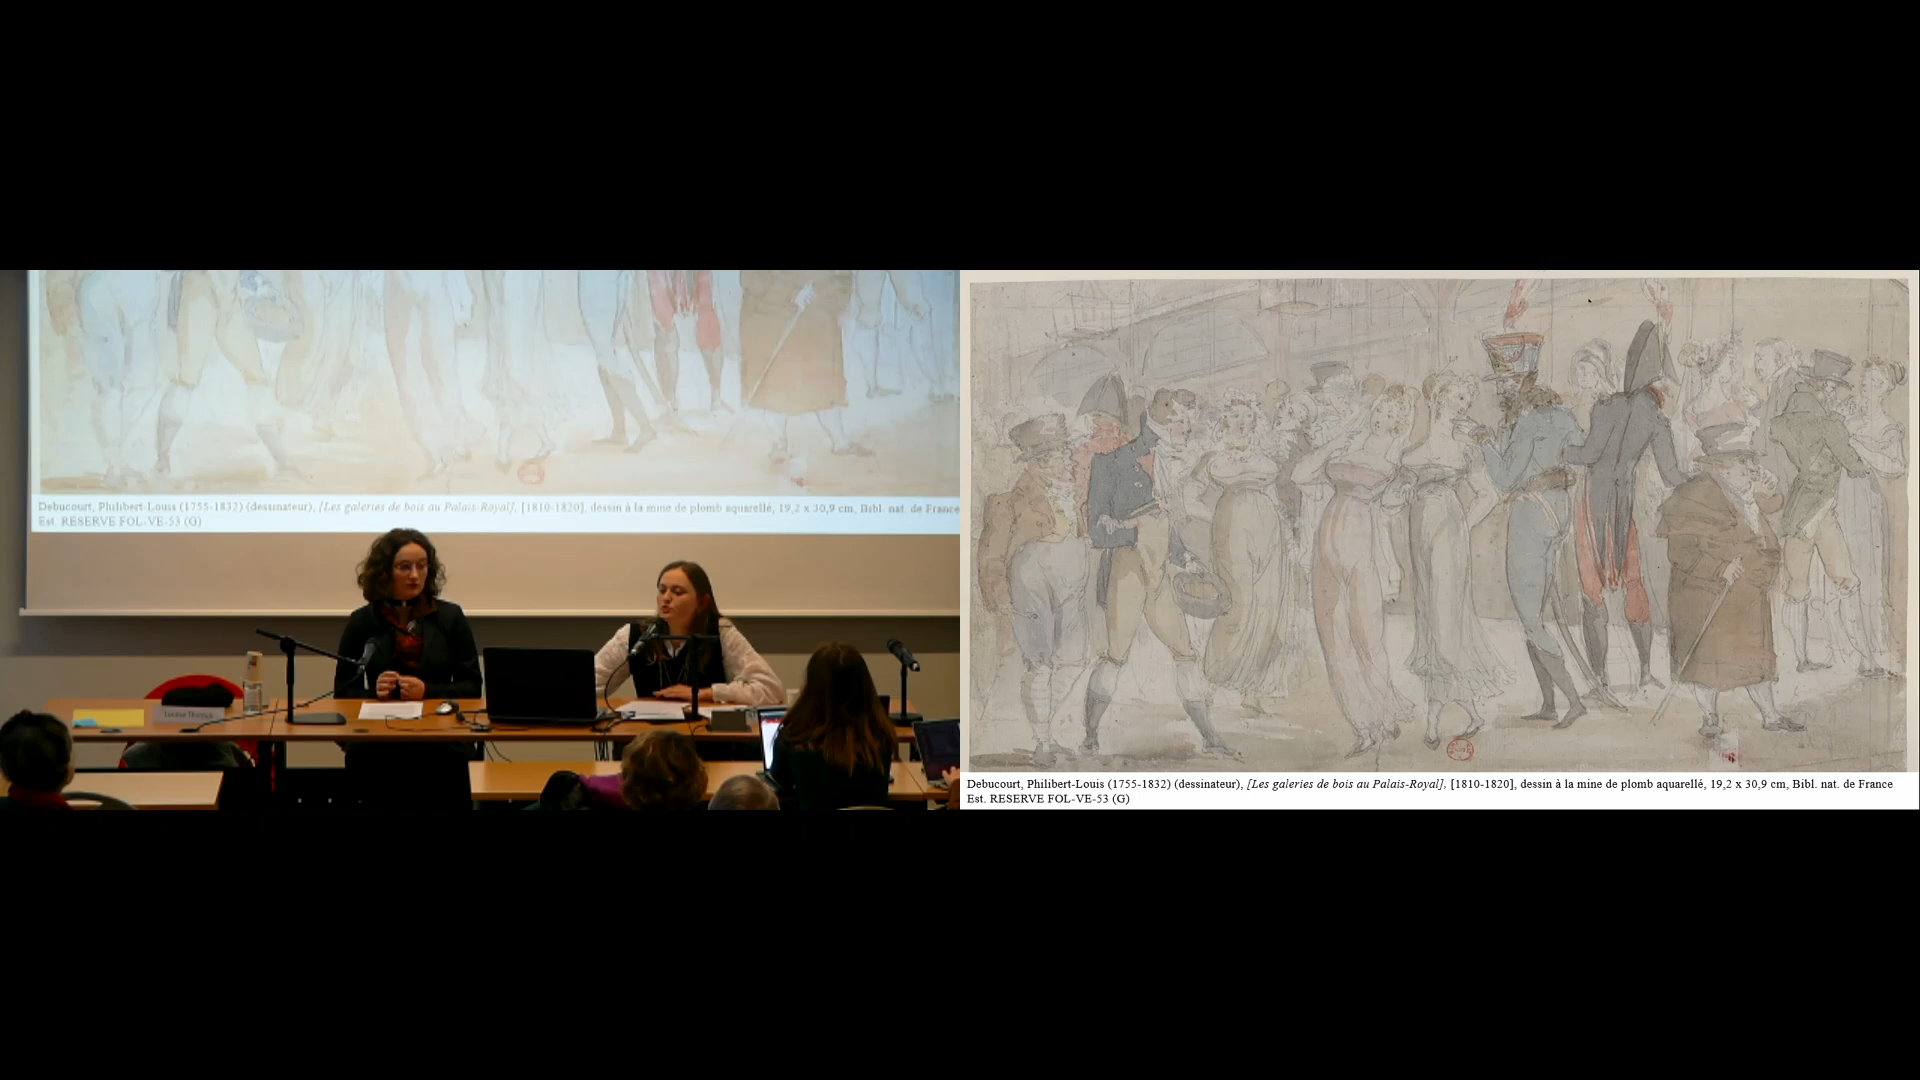 Debucourt, Philibert-Louis (1755-1832) (dessinateur), [Les galeries de bois au Palais-Royal], [1810-1820], dessin à la mine de plomb aquarellé, 19,2 x 30,9 cm, Bibl. nat. de France
Est. RESERVE FOL-VE-53 (G)
Louise Thiroux
Debucourt, Philibert-Louis (1755-1832) (dessinateur), [Les galeries de bois au Palais-Royal], [1810-1820], dessin à la mine de plomb aquarellé, 19,2 x 30,9 cm, Bibl. nat. de France
Est. RESERVE FOL-VE-53 (G)